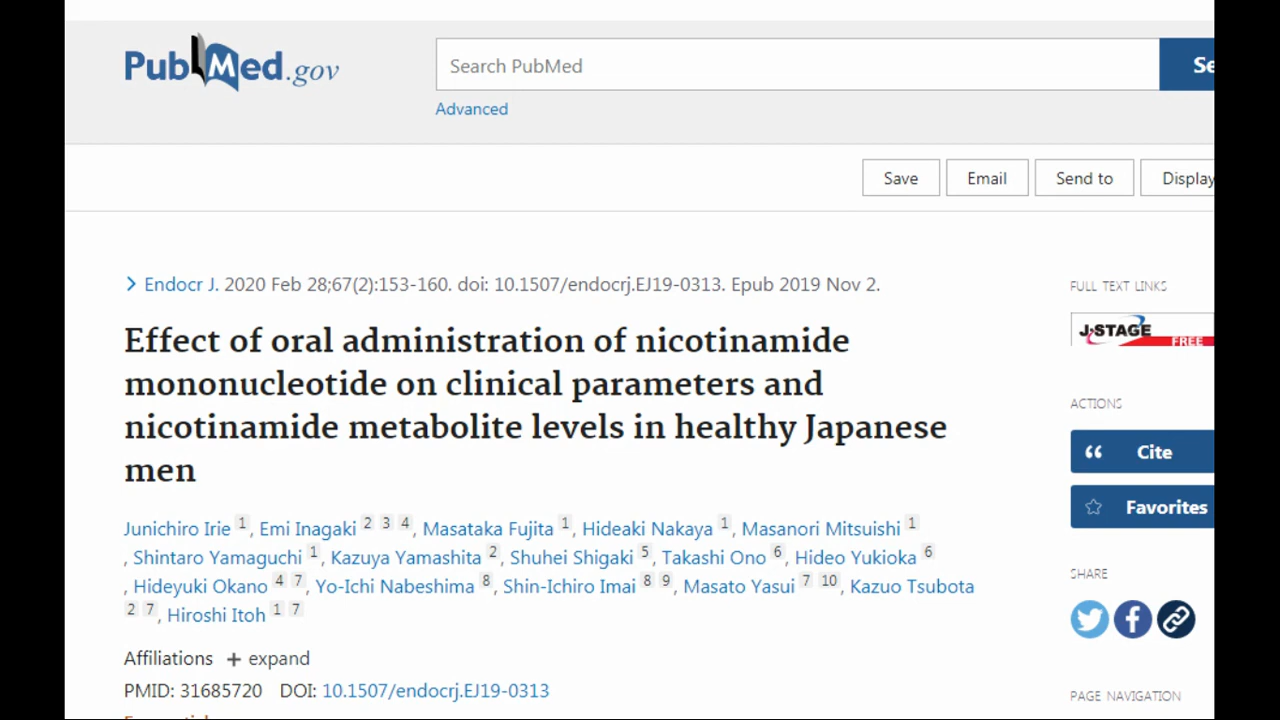 PubMed.gov
Search PubMed
Se
Advanced
Save Email Send to Display
Endocr J. 2020 Feb 28;67(2):153-160. doi: 10.1507/endocrj.EJ19-0313. Epub 2019 Nov 2.
FULL TEXT LINKS
Effect of oral administration of nicotinamide
mononucleotide on clinical parameters and
nicotinamide metabolite levels in healthy Japanese
men
J-STAGE
FREE
ACTIONS
Cite
Favorites
Junichiro Irie 1, Emi Inagaki 2 3 4, Masataka Fujita 1, Hideaki Nakaya 1, Masanori Mitsuishi 1
, Shintaro Yamaguchi 1, Kazuya Yamashita 2, Shuhei Shigaki 5, Takashi Ono 6, Hideo Yukioka 6
, Hideyuki Okano 4 7, Yo-Ichi Nabeshima 8, Shin-Ichiro Imai 8 9, Masato Yasui 7 10, Kazuo Tsubota
2 7, Hiroshi Itoh 1 7
SHARE
Affiliations + expand
PMID: 31685720 DOI: 10.1507/endocrj.EJ19-0313
PAGE NAVIGATION